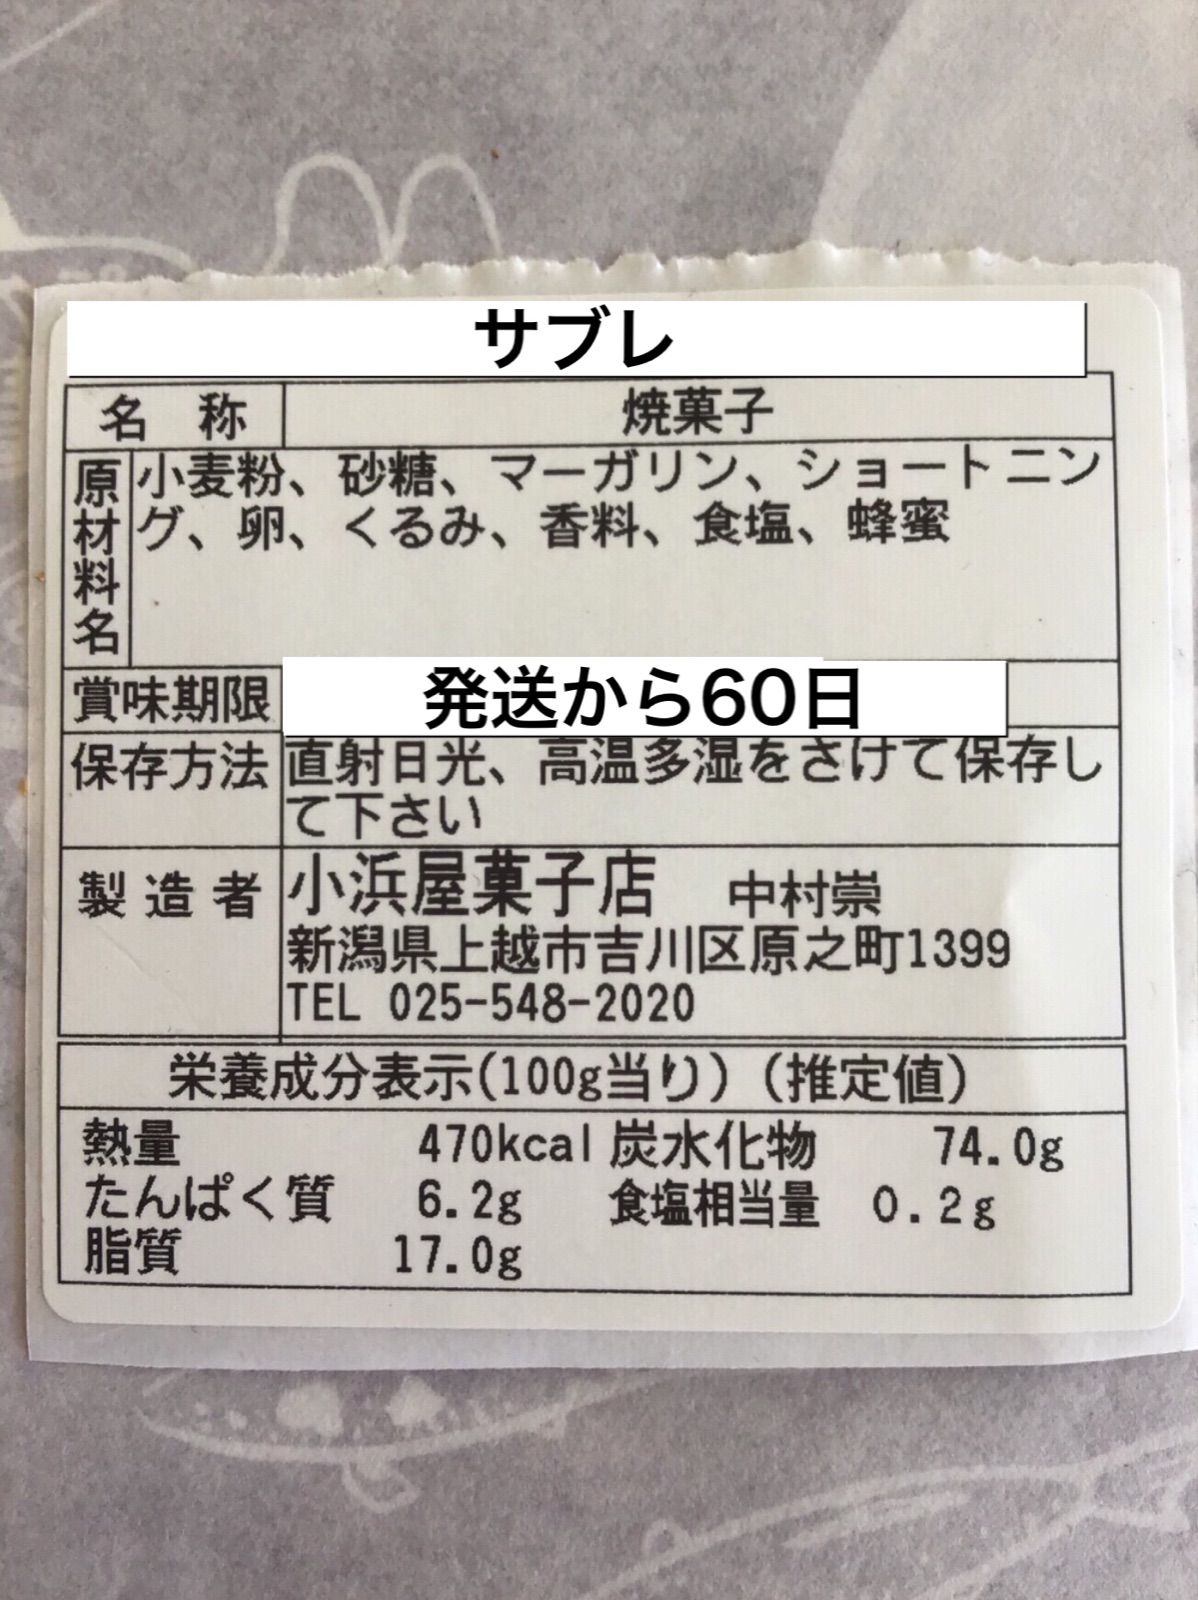 サブレ
名 称 焼菓子
原材料名 小麦粉、砂糖、マーガリン、ショートニン
グ、卵、くるみ、香料、食塩、蜂蜜
賞味期限 発送から60日
保存方法 直射日光、高温多湿をさけて保存し
て下さい
製造者 小浜屋菓子店 中村崇
新潟県上越市吉川区原之町1399
TEL 025-548-2020
栄養成分表示(100g当り)(推定値)
熱量 470kcal 炭水化物 74.0g
たんぱく質 6.2g 食塩相当量 0.2g
脂質 17.0g